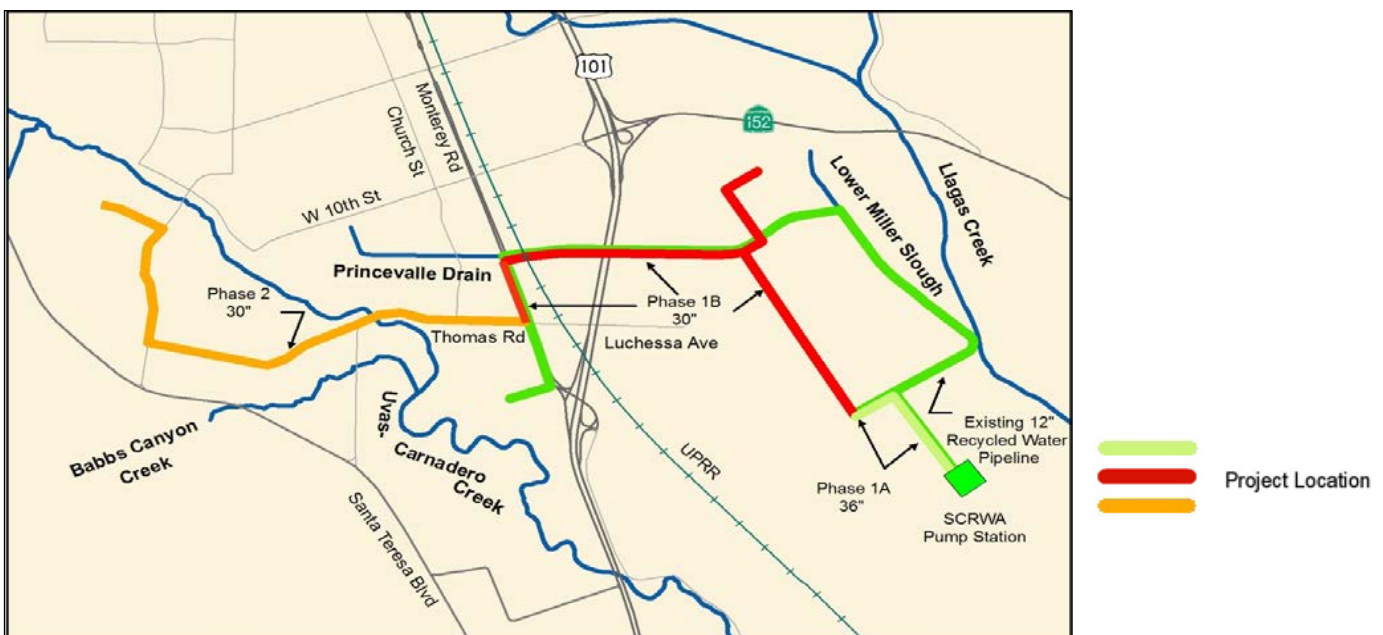 101
Monterey Rd
Church St
152
Lower Miller Slough
Llagas Creek
W 10th St
Princevalle Drain
Phase 2
30"
Phase 1B
30"
Thomas Rd
Luchessa Ave
Uvas-
Carnadero
Creek
Babbs Canyon
Creek
Existing 12"
Recycled Water
Pipeline
UPRR
Phase 1A
36"
Santa Teresa Blvd
SCRWA
Pump Station
Project Location